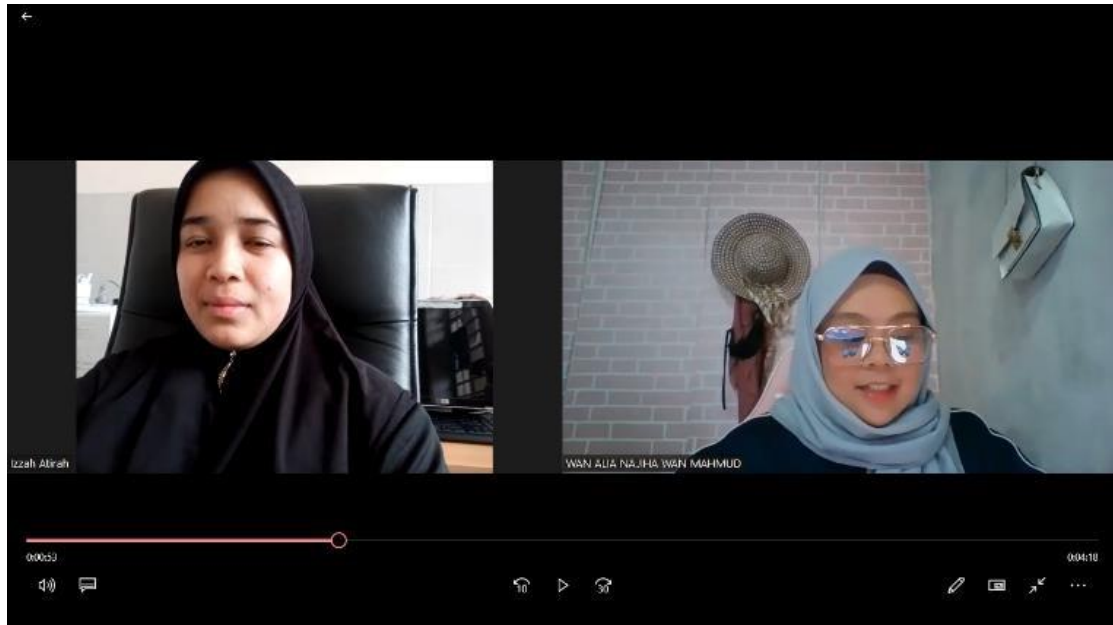 Izzah Atirah
WAN ALIA NAJIHA WAN MAHMUD
0:00:53
0:04:18
10
30